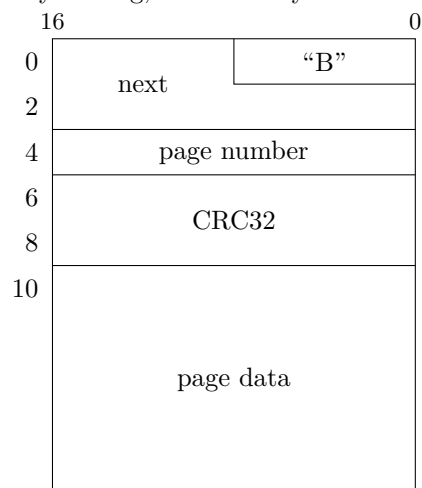 16 0
0 “B”
next
2
4 page number
6
CRC32
8
10
page data